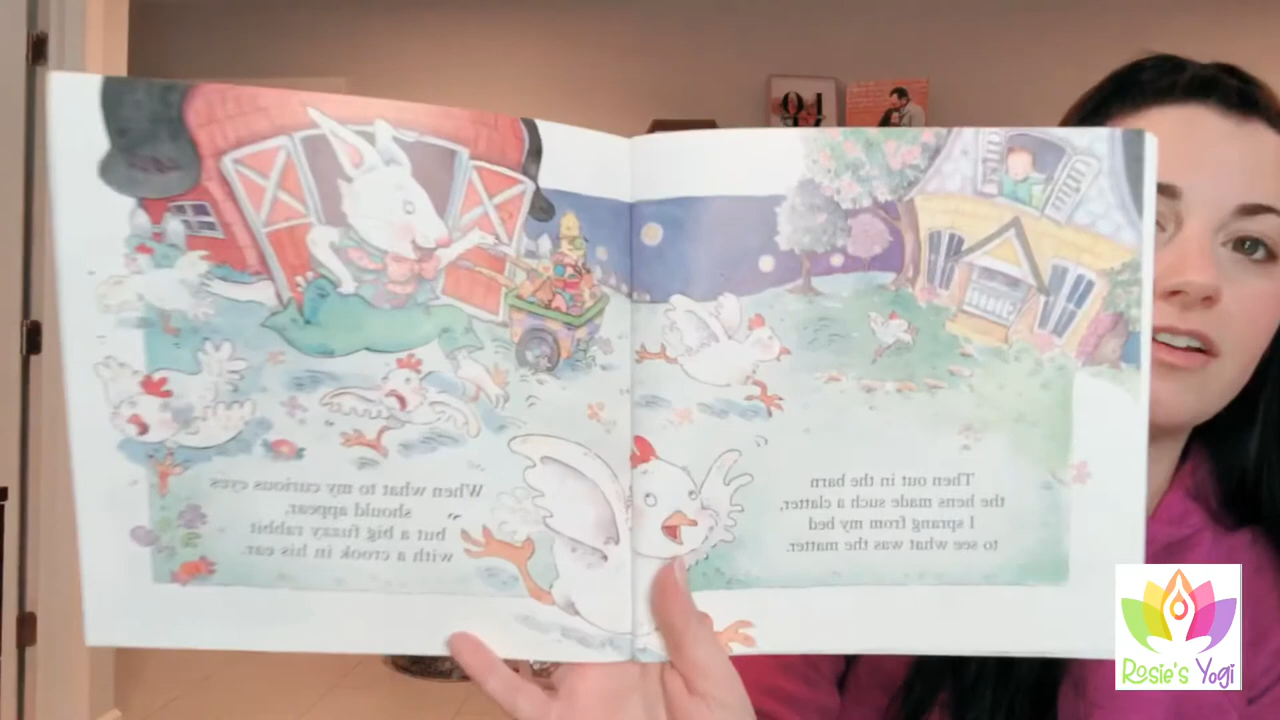 Then out in the barn
the hens made such a clatter,
I sprang from my bed
to see what was the matter.
When what to my curious eyes
should appear,
but a big fuzzy rabbit
with a crook in his ear.
91
Rosie's Yogi